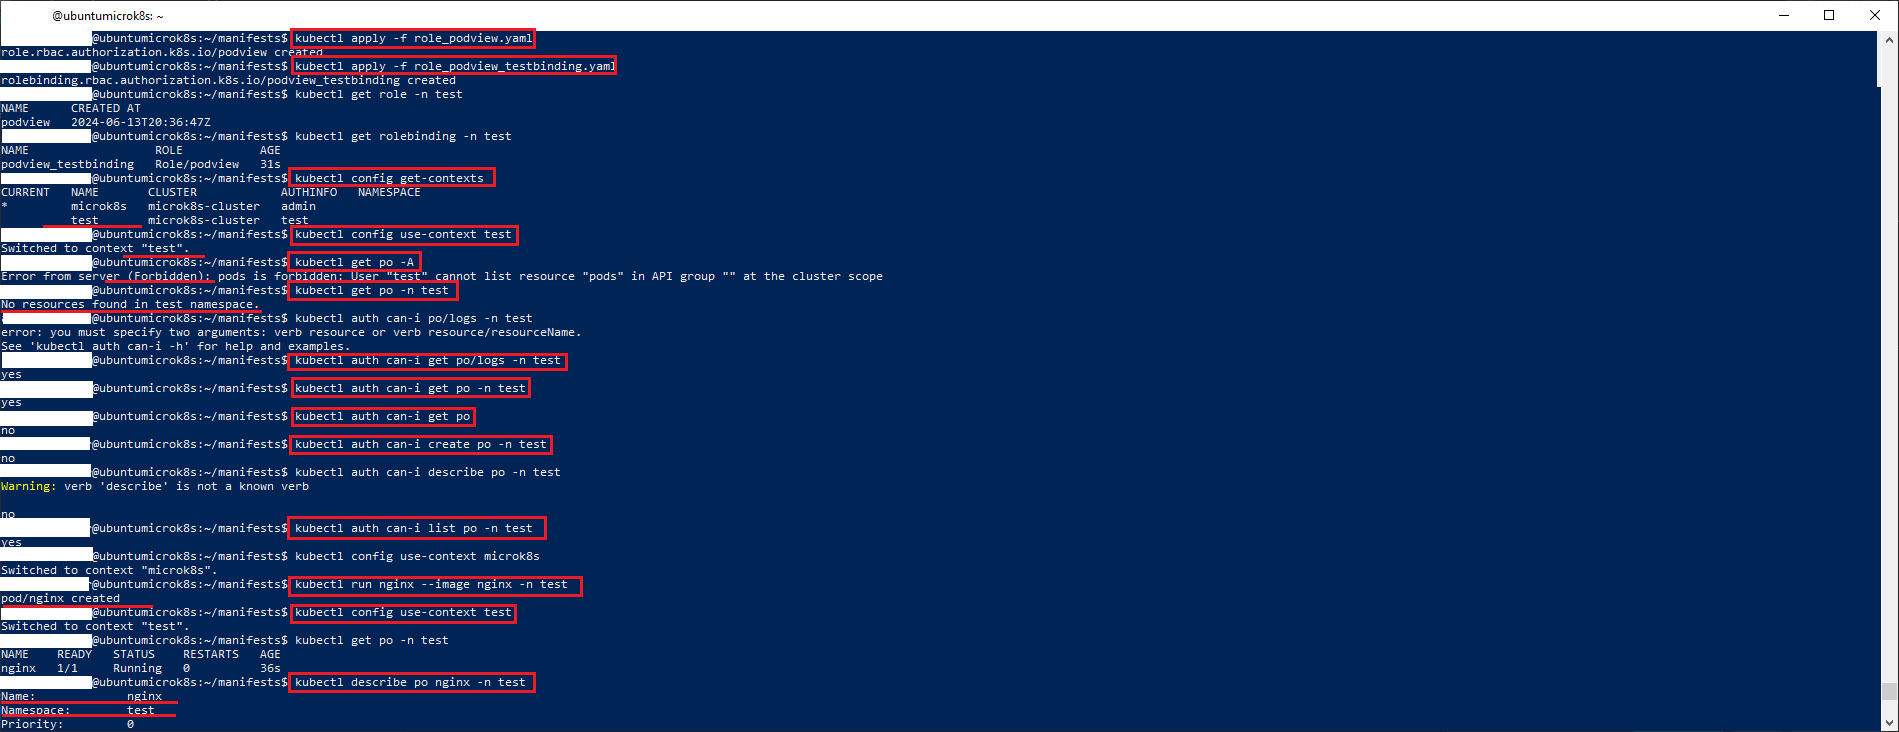 @ubuntumicrok8s: ~
@ubuntumicrok8s:~/manifests$ kubectl apply -f role_podview.yaml
role.rbac.authorization.k8s.io/podview created
@ubuntumicrok8s:~/manifests$ kubectl apply -f role_podview_testbinding.yaml
rolebinding.rbac.authorization.k8s.io/podview_testbinding created
@ubuntumicrok8s:~/manifests$ kubectl get role -n test
NAME CREATED AT
podview 2024-06-13T20:36:47Z
@ubuntumicrok8s:~/manifests$ kubectl get rolebinding -n test
NAME ROLE AGE
podview_testbinding Role/podview 31s
@ubuntumicrok8s:~/manifests$ kubectl config get-contexts
CURRENT NAME CLUSTER AUTHINFO NAMESPACE
* microk8s microk8s-cluster admin
test microk8s-cluster test
@ubuntumicrok8s:~/manifests$ kubectl config use-context test
Switched to context "test".
@ubuntumicrok8s:~/manifests$ kubectl get po -A
Error from server (Forbidden): pods is forbidden: User "test" cannot list resource "pods" in API group "" at the cluster scope
@ubuntumicrok8s:~/manifests$ kubectl get po -n test
No resources found in test namespace.
@ubuntumicrok8s:~/manifests$ kubectl auth can-i po/logs -n test
error: you must specify two arguments: verb resource or verb resource/resourceName.
See 'kubectl auth can-i -h' for help and examples.
@ubuntumicrok8s:~/manifests$ kubectl auth can-i get po/logs -n test
yes
@ubuntumicrok8s:~/manifests$ kubectl auth can-i get po -n test
yes
@ubuntumicrok8s:~/manifests$ kubectl auth can-i get po
no
@ubuntumicrok8s:~/manifests$ kubectl auth can-i create po -n test
no
@ubuntumicrok8s:~/manifests$ kubectl auth can-i describe po -n test
Warning: verb 'describe' is not a known verb
no
@ubuntumicrok8s:~/manifests$ kubectl auth can-i list po -n test
yes
@ubuntumicrok8s:~/manifests$ kubectl config use-context microk8s
Switched to context "microk8s".
@ubuntumicrok8s:~/manifests$ kubectl run nginx --image nginx -n test
pod/nginx created
@ubuntumicrok8s:~/manifests$ kubectl config use-context test
Switched to context "test".
@ubuntumicrok8s:~/manifests$ kubectl get po -n test
NAME READY STATUS RESTARTS AGE
nginx 1/1 Running 0 36s
@ubuntumicrok8s:~/manifests$ kubectl describe po nginx -n test
Name: nginx
Namespace: test
Priority: 0